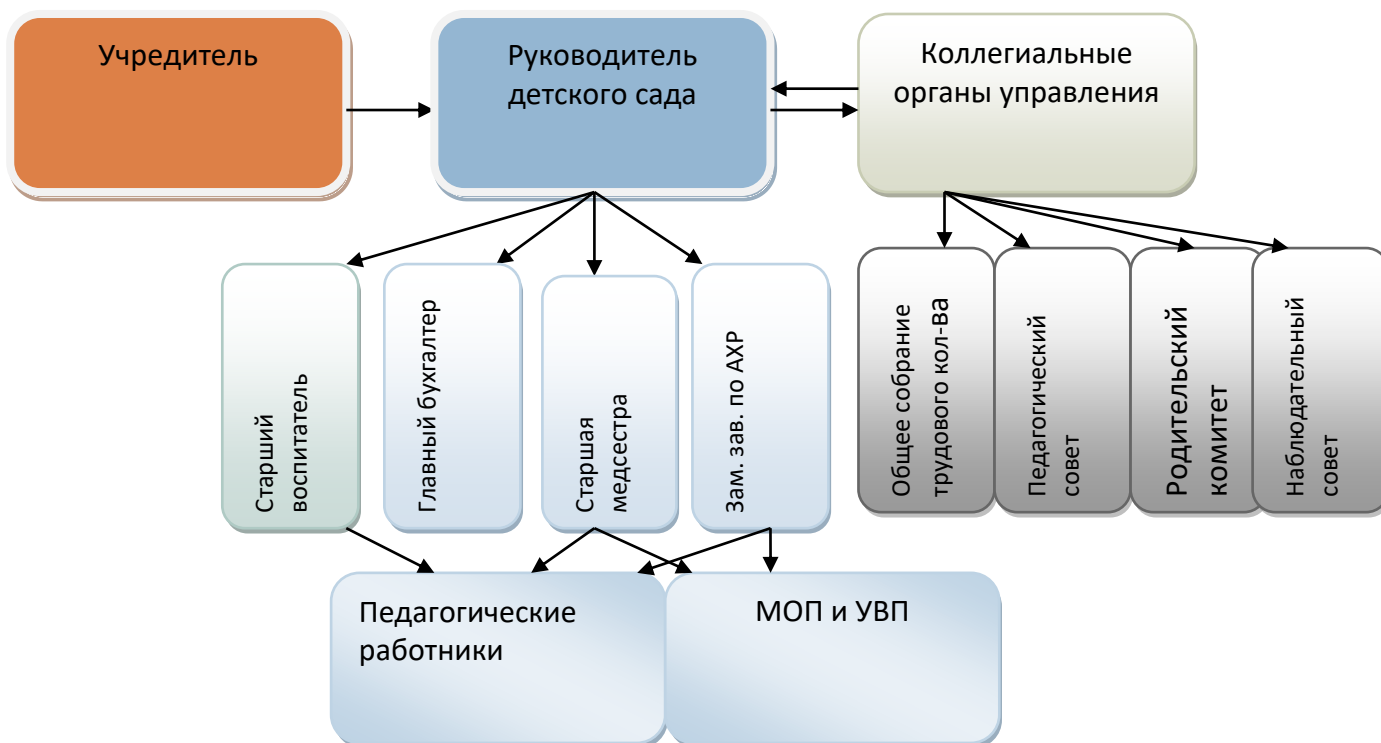 Учредитель
Руководитель
детского сада
Коллегиальные
органы управления
Старший
воспитатель
Главный бухгалтер
Старшая
медсестра
Зам. зав. по АХР
Общее собрание
трудового кол-ва
Педагогический
совет
Родительский
комитет
Наблюдательный
совет
Педагогические
работники
МОП и УВП